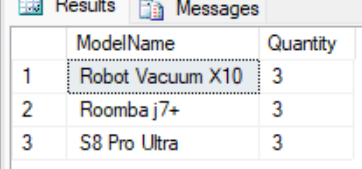 Results Messages
ModelName Quantity
1 Robot Vacuum X10 3
2 Roomba j7+ 3
3 S8 Pro Ultra 3